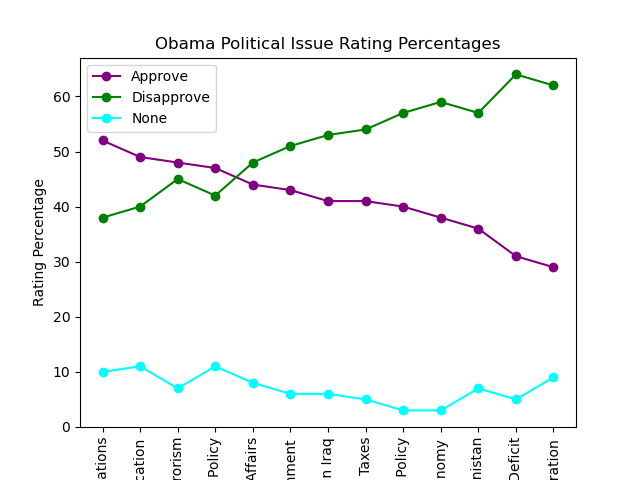 Obama Political Issue Rating Percentages
Approve
Disapprove
None
Rating Percentage
60
50
40
30
20
10
0
ations
cation
rorism
Policy
Affairs
nment
n Iraq
Taxes
Policy
nomy
nistan
Deficit
ration